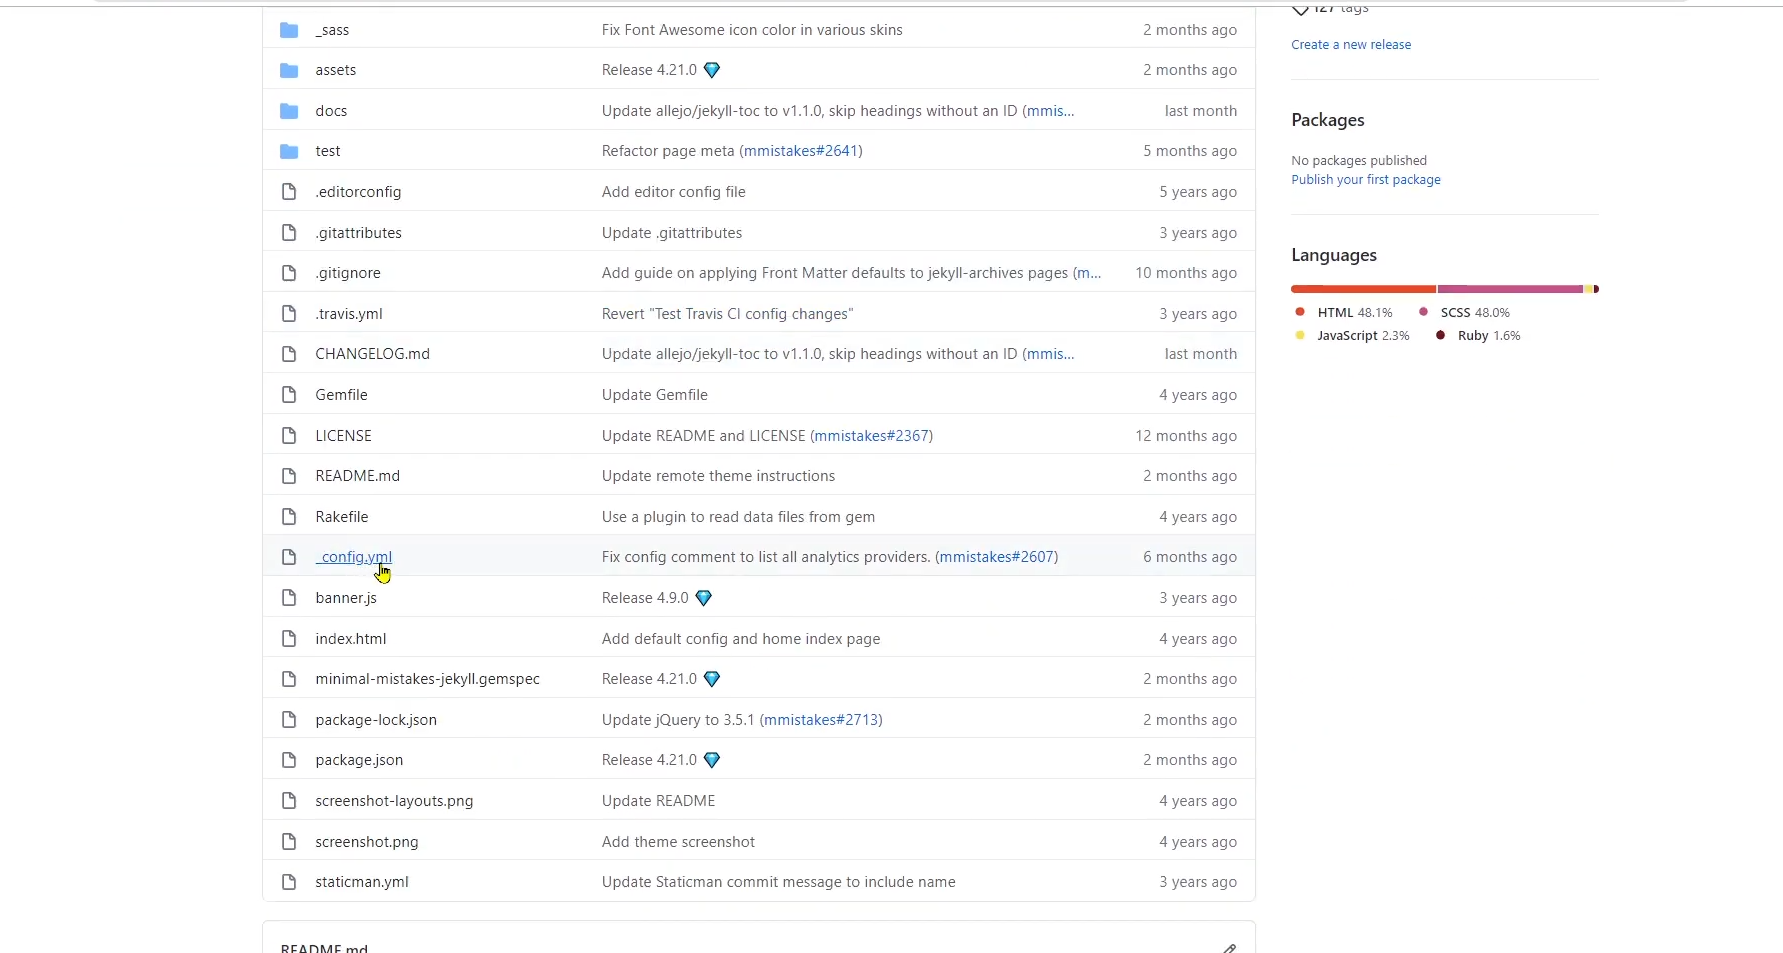 127 tags
_sass Fix Font Awesome icon color in various skins 2 months ago
Create a new release
assets Release 4.21.0 2 months ago
docs Update allejo/jekyll-toc to v1.1.0, skip headings without an ID (mmis... last month
Packages
test Refactor page meta (mmistakes#2641) 5 months ago
No packages published
Publish your first package
.editorconfig Add editor config file 5 years ago
.gitattributes Update .gitattributes 3 years ago
Languages
.gitignore Add guide on applying Front Matter defaults to jekyll-archives pages (m... 10 months ago
HTML 48.1% SCSS 48.0%
.travis.yml Revert "Test Travis CI config changes" 3 years ago
JavaScript 2.3% Ruby 1.6%
CHANGELOG.md Update allejo/jekyll-toc to v1.1.0, skip headings without an ID (mmis... last month
Gemfile Update Gemfile 4 years ago
LICENSE Update README and LICENSE (mmistakes#2367) 12 months ago
README.md Update remote theme instructions 2 months ago
Rakefile Use a plugin to read data files from gem 4 years ago
_config.yml Fix config comment to list all analytics providers. (mmistakes#2607) 6 months ago
banner.js Release 4.9.0 3 years ago
index.html Add default config and home index page 4 years ago
minimal-mistakes-jekyll.gemspec Release 4.21.0 2 months ago
package-lock.json Update jQuery to 3.5.1 (mmistakes#2713) 2 months ago
package.json Release 4.21.0 2 months ago
screenshot-layouts.png Update README 4 years ago
screenshot.png Add theme screenshot 4 years ago
staticman.yml Update Staticman commit message to include name 3 years ago
README.md